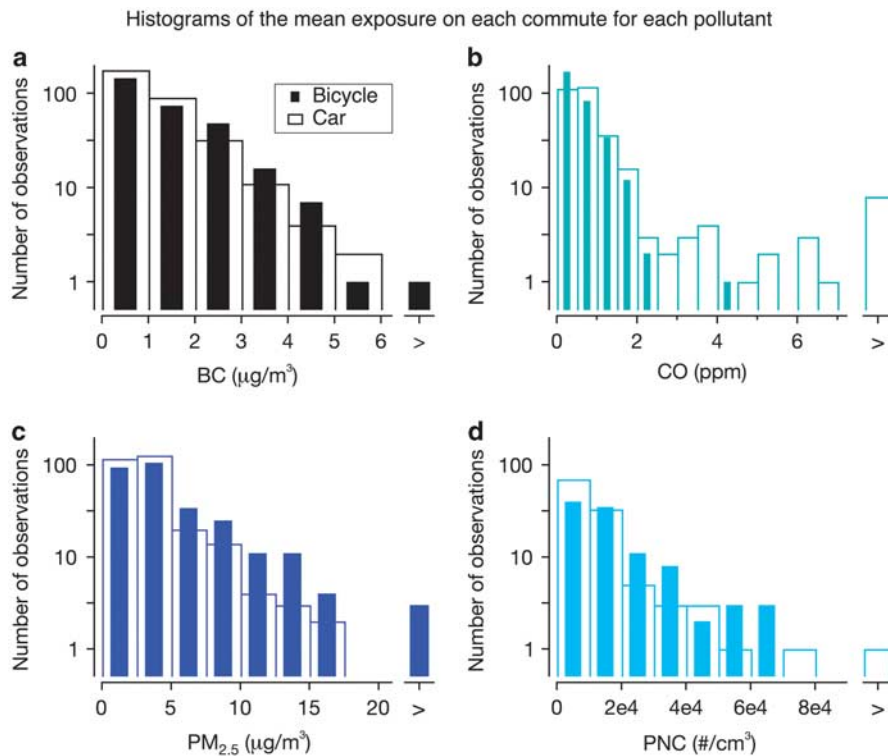 Histograms of the mean exposure on each commute for each pollutant
a
Number of observations
100
10
1
Bicycle
Car
0 1 2 3 4 5 6 >
BC (µg/m³)
b
Number of observations
100
10
1
0 2 4 6 >
CO (ppm)
c
Number of observations
100
10
1
0 5 10 15 20 >
PM₂.₅ (µg/m³)
d
Number of observations
100
10
1
0 2e4 4e4 6e4 8e4 >
PNC (#/cm³)